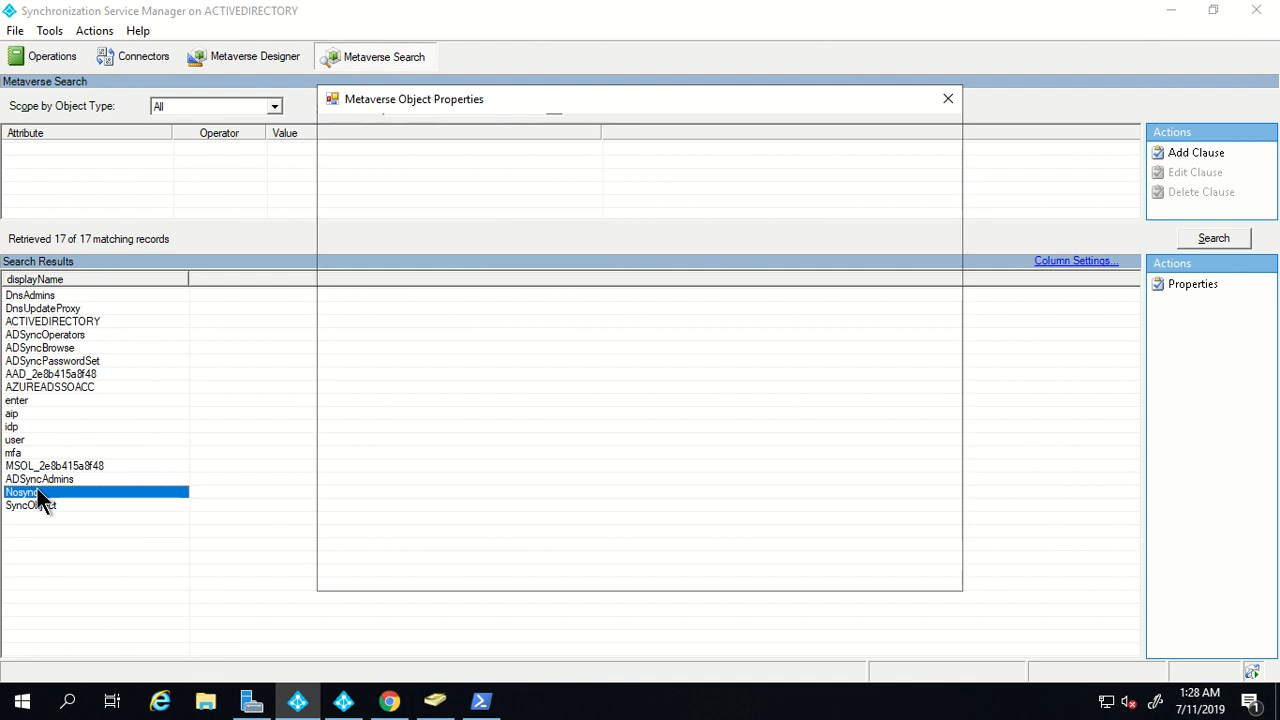 Synchronization Service Manager on ACTIVEDIRECTORY
File Tools Actions Help
Operations Connectors Metaverse Designer Metaverse Search
Metaverse Search
Scope by Object Type: All
Metaverse Object Properties
Attribute Operator Value
Actions
Add Clause
Edit Clause
Delete Clause
Retrieved 17 of 17 matching records
Search
Search Results
Column Settings...
Actions
Properties
displayName
DnsAdmins
DnsUpdateProxy
ACTIVEDIRECTORY
ADSyncOperators
ADSyncBrowse
ADSyncPasswordSet
AAD_2e8b415a8f48
AZUREADSSOACC
enter
aip
idp
user
mfa
MSOL_2e8b415a8f48
ADSyncAdmins
Nosync
SyncObject
1:28 AM
7/11/2019
1